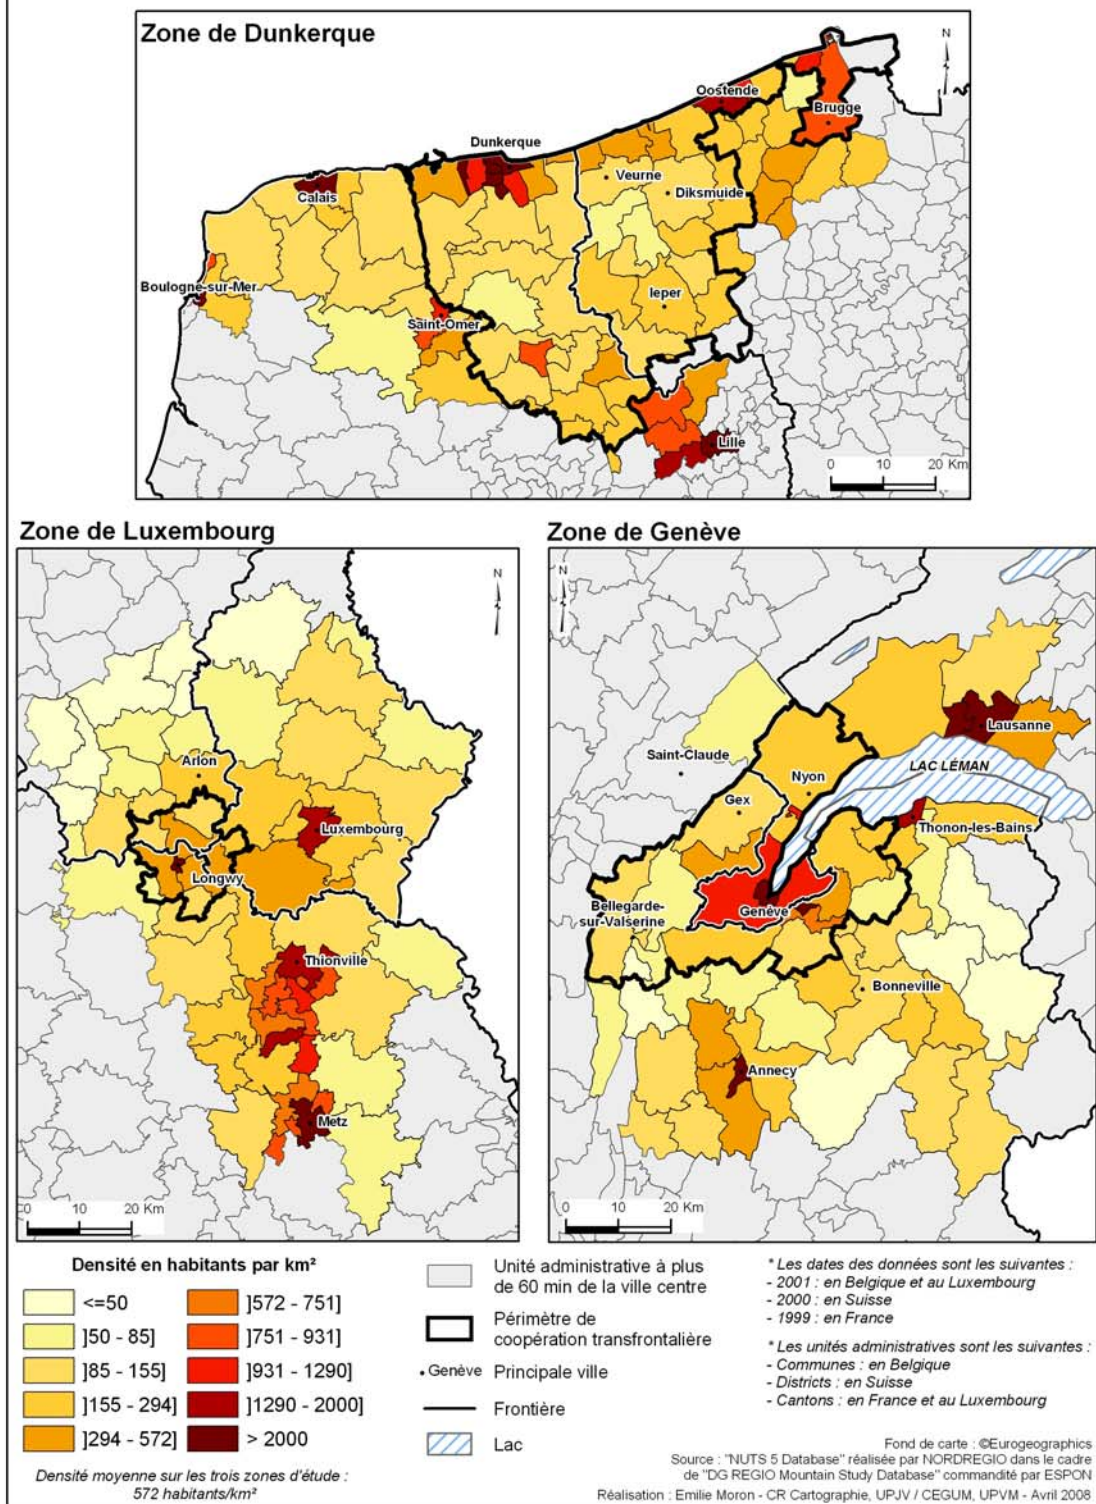 Zone de Dunkerque
N
Oostende
Brugge
Dunkerque
Veurne
Calais
Diksmuide
Boulogne-sur-Mer
Ieper
Saint-Omer
Lille
0 10 20 Km
Zone de Luxembourg
N
Arlon
Luxembourg
Longwy
Thionville
Metz
0 10 20 Km
Zone de Genève
N
Lausanne
Saint-Claude
LAC LÉMAN
Nyon
Gex
Thonon-les-Bains
Bellegarde-
sur-Valserine
Genève
Bonneville
Annecy
0 10 20 Km
Densité en habitants par km²
<=50
]50 - 85]
]85 - 155]
]155 - 294]
]294 - 572]
]572 - 751]
]751 - 931]
]931 - 1290]
]1290 - 2000]
> 2000
Densité moyenne sur les trois zones d'étude :
572 habitants/km²
Unité administrative à plus
de 60 min de la ville centre
Périmètre de
coopération transfrontalière
Genève Principale ville
Frontière
Lac
* Les dates des données sont les suivantes :
- 2001 : en Belgique et au Luxembourg
- 2000 : en Suisse
- 1999 : en France
* Les unités administratives sont les suivantes :
- Communes : en Belgique
- Districts : en Suisse
- Cantons : en France et au Luxembourg
Fond de carte : ©Eurogeographics
Source : "NUTS 5 Database" réalisée par NORDREGIO dans le cadre
de "DG REGIO Mountain Study Database" commandité par ESPON
Réalisation : Emilie Moron - CR Cartographie, UPJV / CEGUM, UPVM - Avril 2008